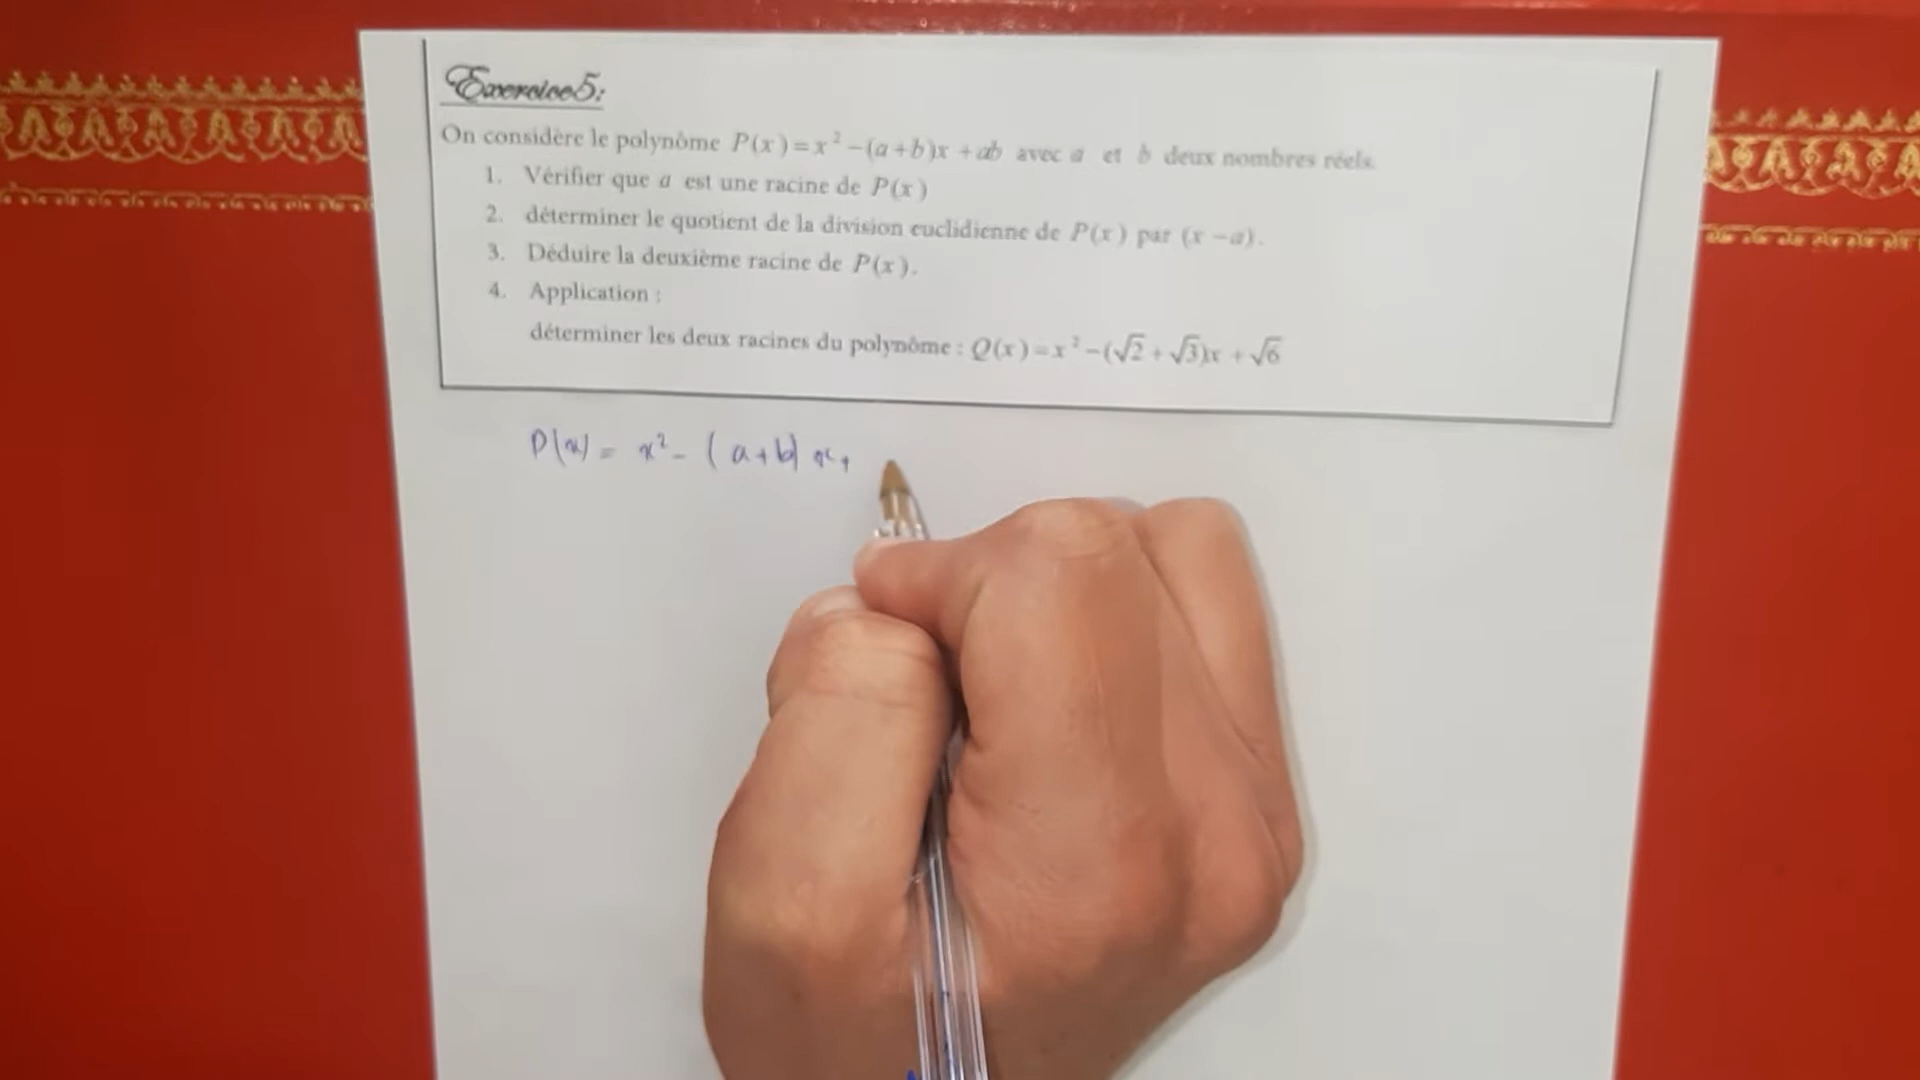 Exercice5:
On considère le polynôme P(x)=x²-(a+b)x+ab avec a et b deux nombres réels.
1. Vérifier que a est une racine de P(x)
2. déterminer le quotient de la division euclidienne de P(x) par (x-a).
3. Déduire la deuxième racine de P(x).
4. Application :
déterminer les deux racines du polynôme : Q(x)=x²-(√2+√3)x+√6
P(x) = x² - (a+b) x +